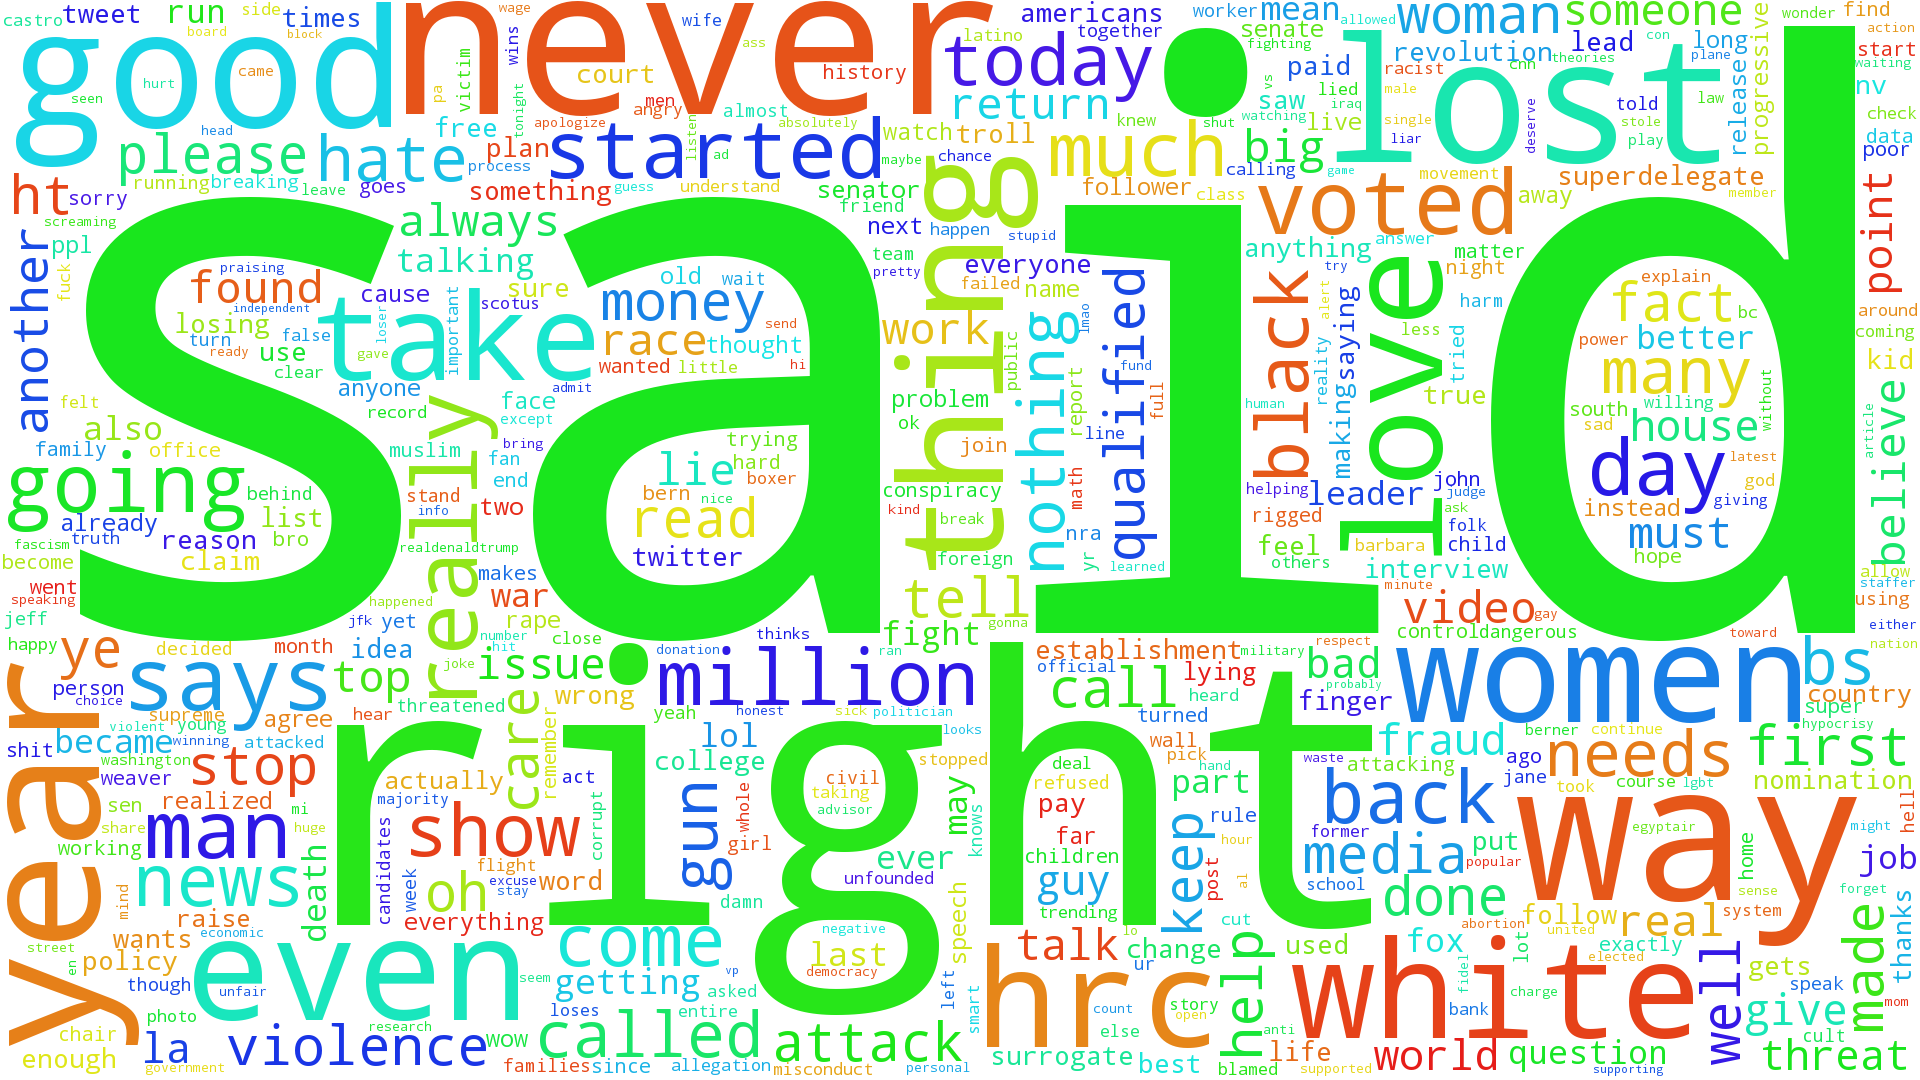 said
right
never
good
lost
today
started
hate
please
much
voted
woman
someone
return
big
tweet
run
times
castro
side
board
block
wage
wins
wife
ass
latino
americans
together
worker
mean
senate
fighting
allowed
revolution
lead
long
con
wonder
find
action
start
plane
waiting
nv
progressive
release
court
victim
pa
history
men
angry
almost
apologize
absolutely
tonight
free
plan
process
something
guess
listen
ad
understand
watch
troll
knew
maybe
chance
follower
class
senator
friend
paid
racist
cnn
theories
saw
lied
iraq
male
told
law
live
single
stole
play
liar
deserve
vs
shut
watching
calling
game
movement
superdelegate
member
away
check
data
poor
seen
hurt
came
head
running
breaking
leave
goes
ht
sorry
screaming
ppl
another
always
talking
sure
next
team
pretty
happen
stupid
everyone
failed
name
anything
answer
matter
night
try
harm
point
around
coming
kid
found
praising
independent
losing
turn
false
use
ready
clear
take
cause
loser
gave
scotus
important
anyone
record
old
wait
money
race
thought
send
wanted
little
hi
admit
face
except
work
thing
problem
ok
public
report
nothing
lmao
qualified
fund
full
line
math
join
black
human
reality
alert
saying
making
love
less
tried
true
explain
fact
bc
power
better
many
south
willing
sad
house
without
day
latest
god
giving
instead
must
hope
believe
article
fuck
felt
also
family
office
going
behind
list
already
truth
reason
bro
claim
fascism
become
went
speaking
jeff
happy
muslim
really
fan
end
bring
stand
info
two
realdenaldtrump
makes
war
rape
happened
jfk
yet
idea
month
decided
number
hit
close
joke
issue
lie
trying
hard
bern
boxer
nice
read
twitter
conspiracy
kind
break
foreign
nra
yr
learned
tell
gonna
fight
thinks
ran
helping
rigged
feel
others
leader
john
judge
ask
folk
child
barbara
interview
minute
video
gay
controldangerous
toward
allow
staffer
using
either
nation
year
ye
says
person
choice
top
threatened
care
wrong
million
donation
establishment
official
military
lying
call
heard
respect
bad
probably
finger
women
bs
country
super
hypocrisy
supreme
agree
violent
young
hear
shit
became
winning
attacked
washington
weaver
stop
remember
yeah
honest
sick
politician
looks
lol
college
stopped
turned
wall
pick
deal
refused
hand
waste
fraud
attacking
berner
continue
ago
jane
needs
first
nomination
course
lgbt
took
sen
realized
mi
share
huge
working
man
actually
majority
act
corrupt
show
gun
whole
girl
civil
taking
advisor
may
knows
pay
far
children
part
rule
keep
back
former
media
popular
put
way
egyptair
might
hell
home
job
news
death
candidates
week
flight
excuse
stay
word
oh
everything
damn
ever
unfounded
guy
trending
post
al
hour
school
done
sense
forget
mind
raise
wants
street
economic
policy
en
though
unfair
even
seem
come
vp
getting
asked
negative
last
democracy
speech
lo
talk
change
cut
used
abortion
follow
real
system
united
fox
lot
exactly
elected
thanks
made
well
gets
speak
mom
photo
chair
enough
government
la
violence
research
wow
loses
entire
called
families
since
allegation
attack
misconduct
personal
left
smart
hrc
ur
count
story
open
else
surrogate
best
help
anti
blamed
white
bank
life
supported
world
fidel
charge
question
supporting
give
cult
threat